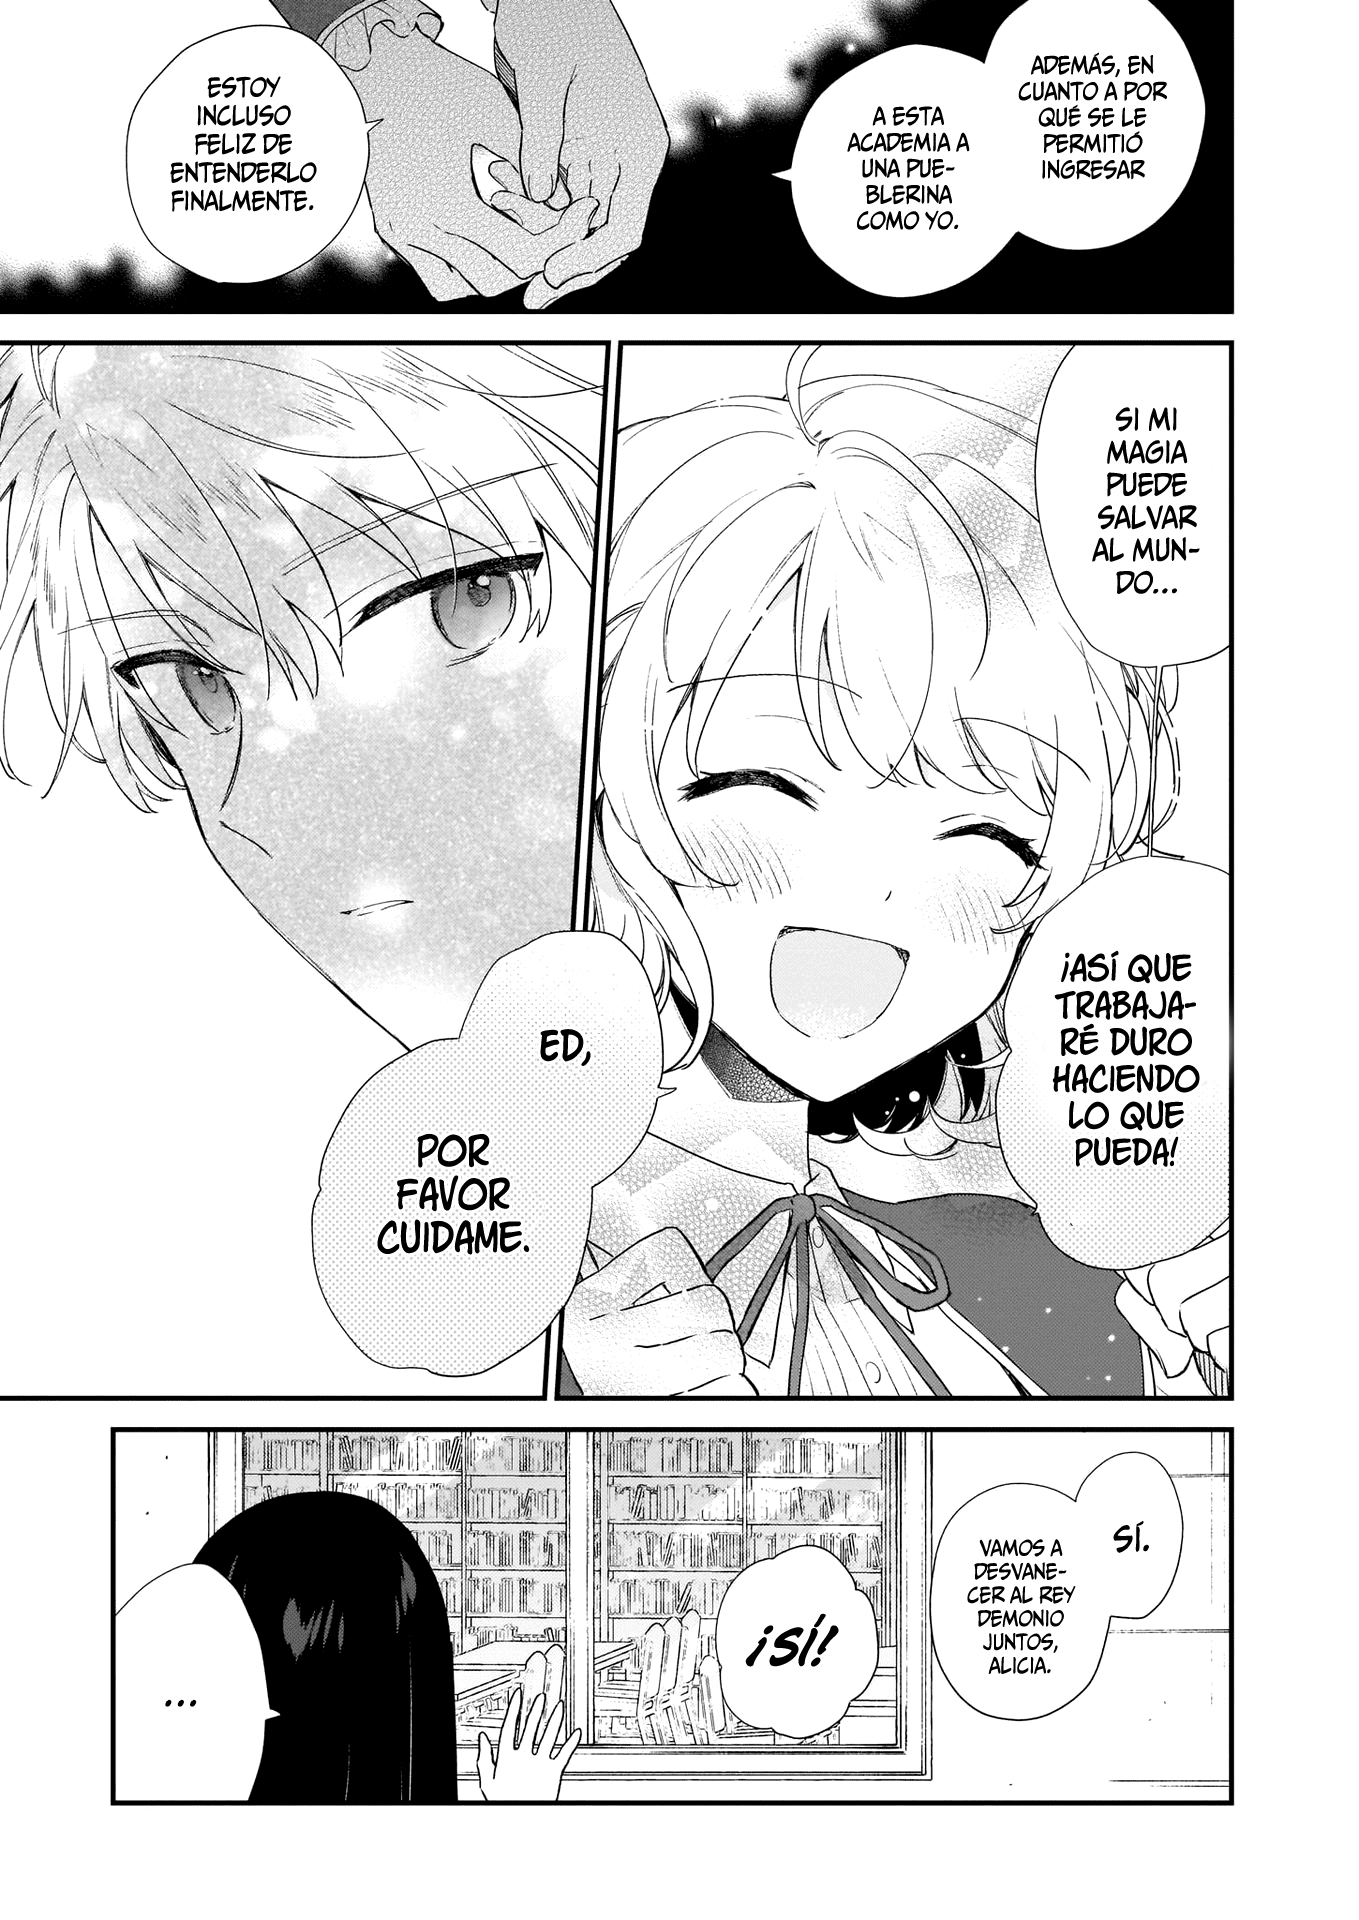 ADEMÁS, EN
CUANTO A POR
QUÉ SE LE
PERMITIÓ
INGRESAR
A ESTA
ACADEMIA A
UNA PUE-
BLERINA
COMO YO.
ESTOY
INCLUSO
FELIZ DE
ENTENDERLO
FINALMENTE.
SI MI
MAGIA
PUEDE
SALVAR
AL MUN-
DO...
¡ASÍ QUE
TRABAJA-
RÉ DURO
HACIENDO
LO QUE
PUEDA!
ED,
POR
FAVOR
CUIDAME.
SÍ.
VAMOS A
DESVANE-
CER AL REY
DEMONIO
JUNTOS,
ALICIA.
¡SÍ!
...